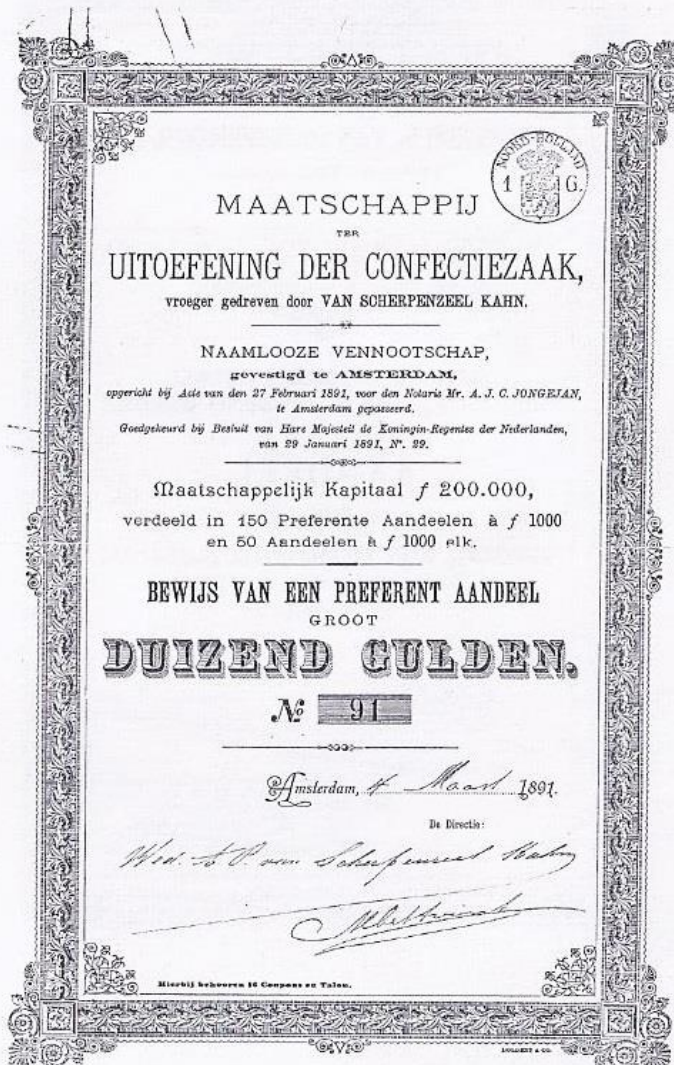 NOORD-HOLLAND
1 G.
MAATSCHAPPIJ
TER
UITOEFENING DER CONFECTIEZAAK,
vroeger gedreven door VAN SCHERPENZEEL KAHN.
NAAMLOOZE VENNOOTSCHAP,
gevestigd te AMSTERDAM,
opgericht bij Acte van den 27 Februari 1891, voor den Notaris Mr. A. J. C. JONGEJAN,
te Amsterdam gepasseerd.
Goedgekeurd bij Besluit van Hare Majesteit de Koningin-Regentes der Nederlanden,
van 29 Januari 1891, No. 29.
Maatschappelijk Kapitaal f 200.000,
verdeeld in 150 Preferente Aandeelen à f 1000
en 50 Aandeelen à f 1000 elk.
BEWIJS VAN EEN PREFERENT AANDEEL
GROOT
DUIZEND GULDEN.
No 91
Amsterdam, 4 Maart 1891.
De Directie:
Wed. A. P. van Scherpenzeel Kahn
Hierbij behooren 16 Coupons en Talon.